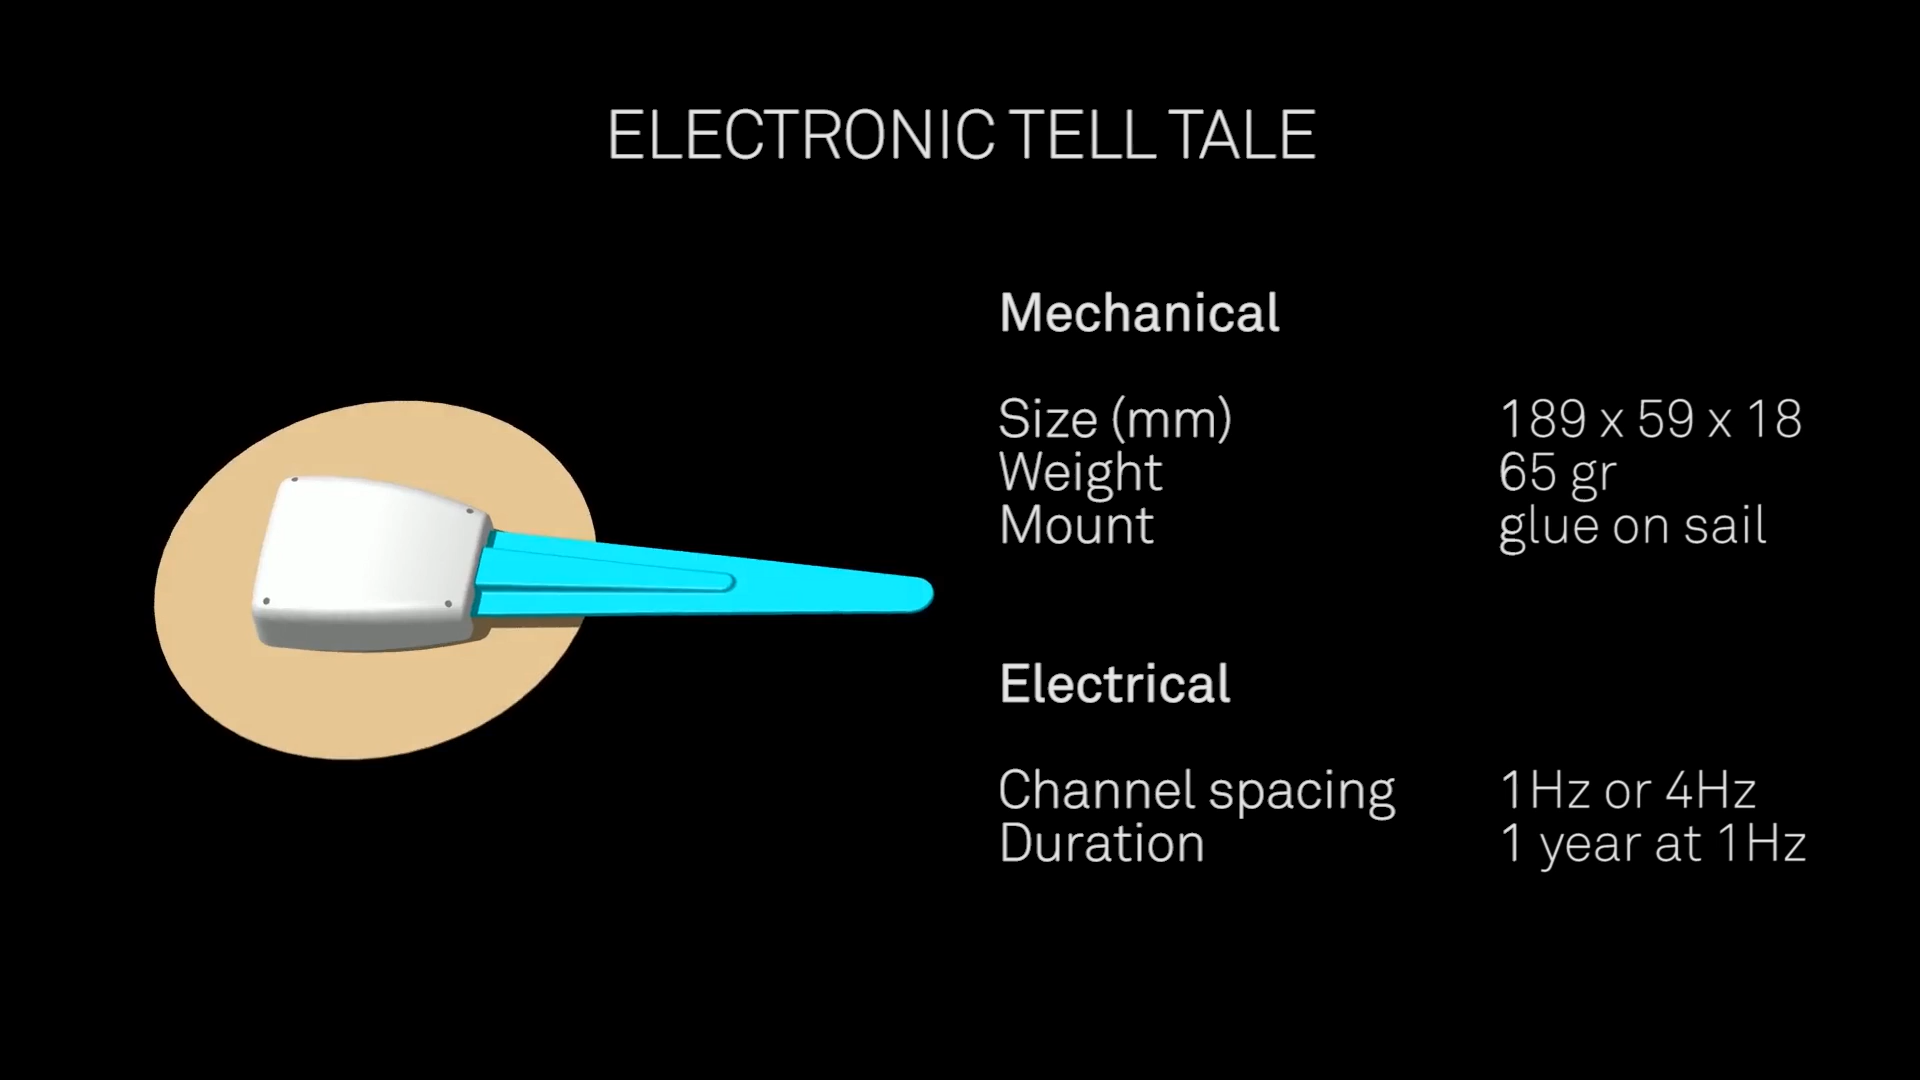 ELECTRONIC TELL TALE
Mechanical
Size (mm) 189 x 59 x 18
Weight 65 gr
Mount glue on sail
Electrical
Channel spacing 1Hz or 4Hz
Duration 1 year at 1Hz